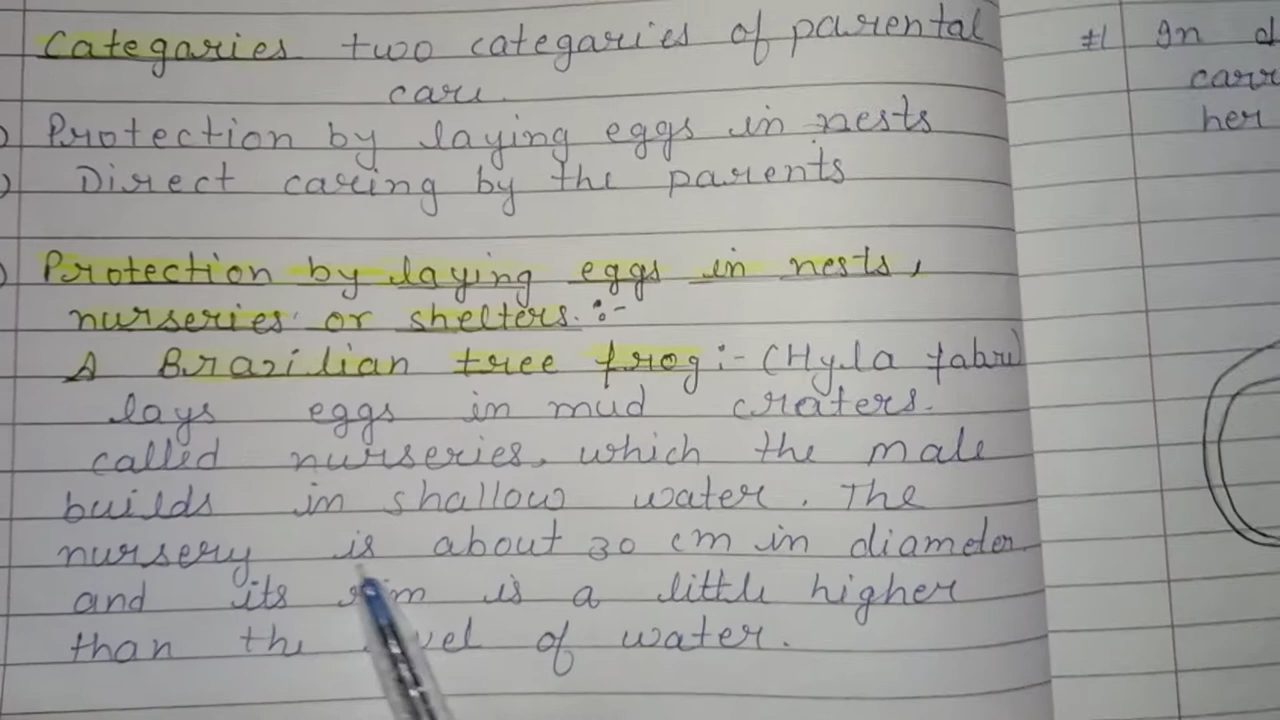 Categaries two categaries of parental
care.
) Protection by laying eggs in nests
) Direct caring by the parents
) Protection by laying eggs in nests,
nurseries or shelters. :-
A Brazilian tree frog :- (Hyla
lays eggs in mud craters.
called nurseries, which the male
builds in shallow water. The
nursery is about 30 cm in diameter
and its rim is a little higher
than the of water.
#1 In
her